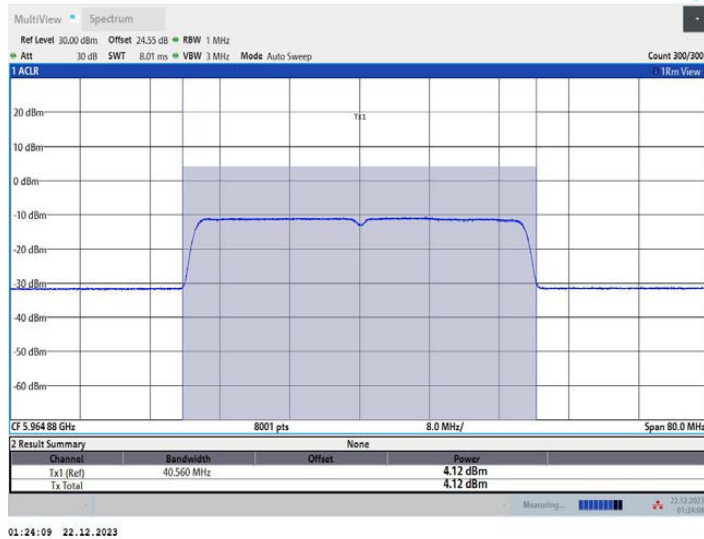 MultiView Spectrum
Ref Level 30.00 dBm Offset 24.55 dB RBW 1 MHz
Att 30 dB SWT 8.01 ms VBW 3 MHz Mode Auto Sweep Count 300/300
1 ACLR 1Rm View
Tx1
20 dBm
10 dBm
0 dBm
-10 dBm
-20 dBm
-30 dBm
-40 dBm
-50 dBm
-60 dBm
CF 5.964 88 GHz 8001 pts 8.0 MHz/ Span 80.0 MHz
2 Result Summary None
Channel Bandwidth Offset Power
Tx1 (Ref) 40.560 MHz 4.12 dBm
Tx Total 4.12 dBm
Measuring... 22.12.2023
01:24:08
01:24:09 22.12.2023